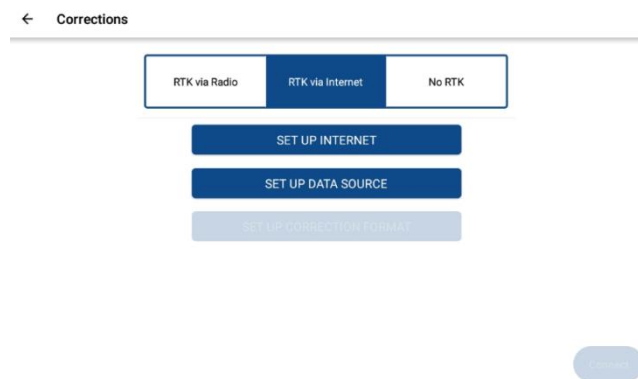 Corrections
RTK via Radio
RTK via Internet
No RTK
SET UP INTERNET
SET UP DATA SOURCE
SET UP CORRECTION FORMAT
Connect